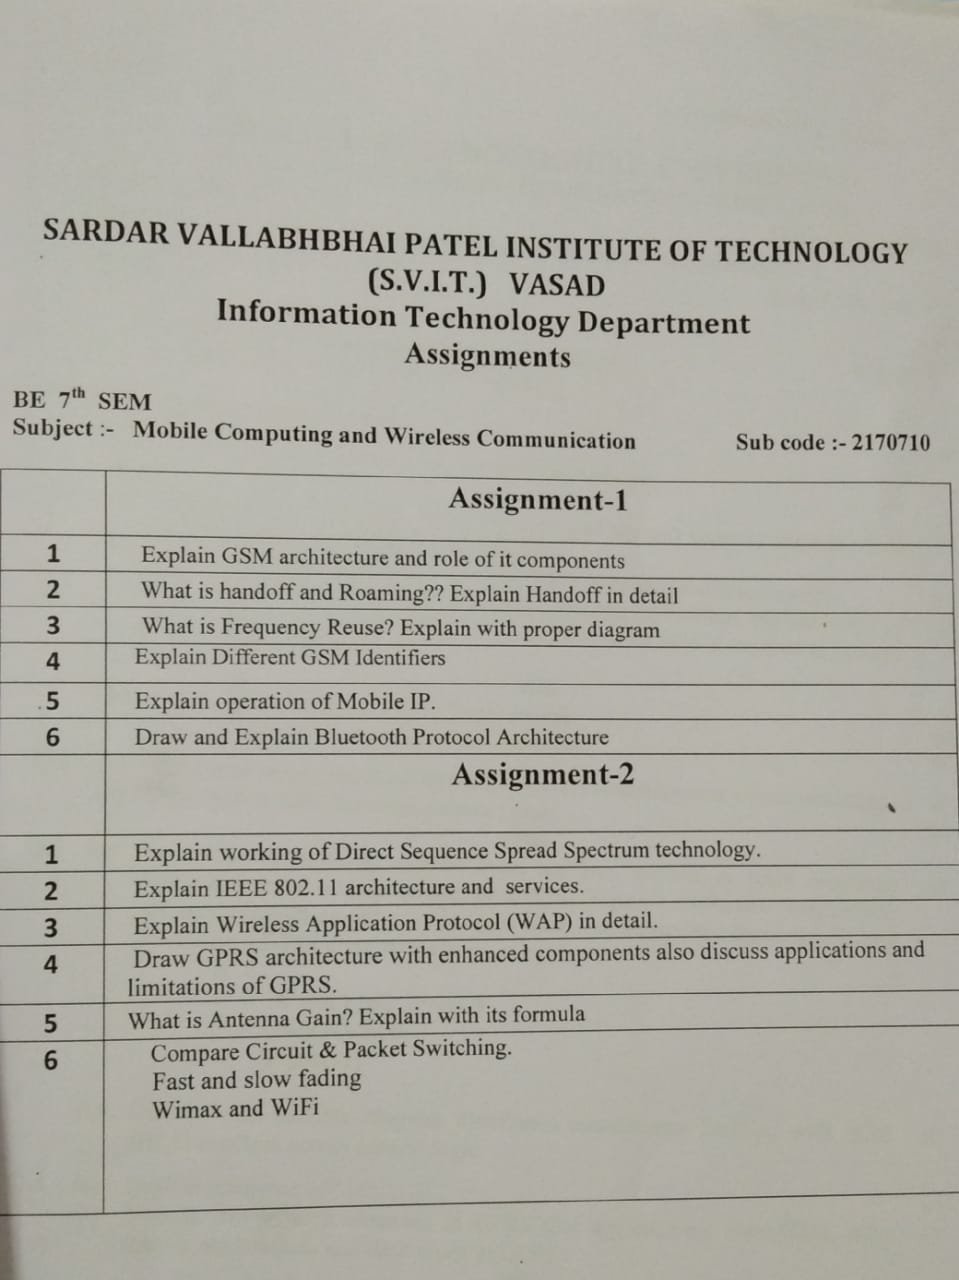 SARDAR VALLABHBHAI PATEL INSTITUTE OF TECHNOLOGY
(S.V.I.T.) VASAD
Information Technology Department
Assignments
BE 7th SEM
Subject :- Mobile Computing and Wireless Communication Sub code :- 2170710
Assignment-1
1 Explain GSM architecture and role of it components
2 What is handoff and Roaming?? Explain Handoff in detail
3 What is Frequency Reuse? Explain with proper diagram
4 Explain Different GSM Identifiers
5 Explain operation of Mobile IP.
6 Draw and Explain Bluetooth Protocol Architecture
Assignment-2
1 Explain working of Direct Sequence Spread Spectrum technology.
2 Explain IEEE 802.11 architecture and services.
3 Explain Wireless Application Protocol (WAP) in detail.
4 Draw GPRS architecture with enhanced components also discuss applications and
limitations of GPRS.
5 What is Antenna Gain? Explain with its formula
6 Compare Circuit & Packet Switching.
Fast and slow fading
Wimax and WiFi